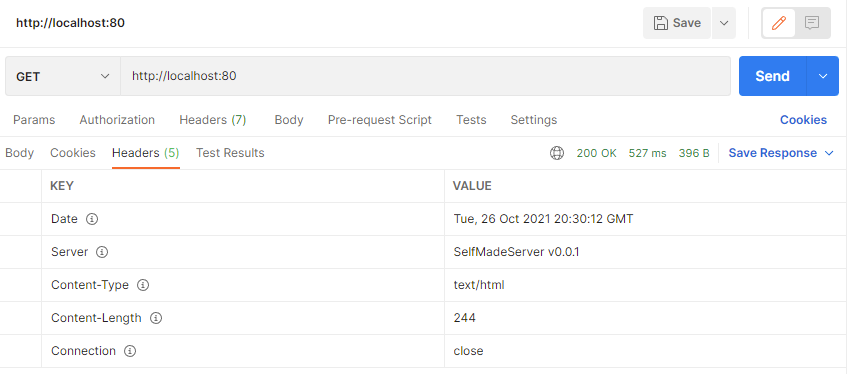 http://localhost:80 Save
GET http://localhost:80 Send
Params Authorization Headers (7) Body Pre-request Script Tests Settings Cookies
Body Cookies Headers (5) Test Results 200 OK 527 ms 396 B Save Response
KEY VALUE
Date Tue, 26 Oct 2021 20:30:12 GMT
Server SelfMadeServer v0.0.1
Content-Type text/html
Content-Length 244
Connection close